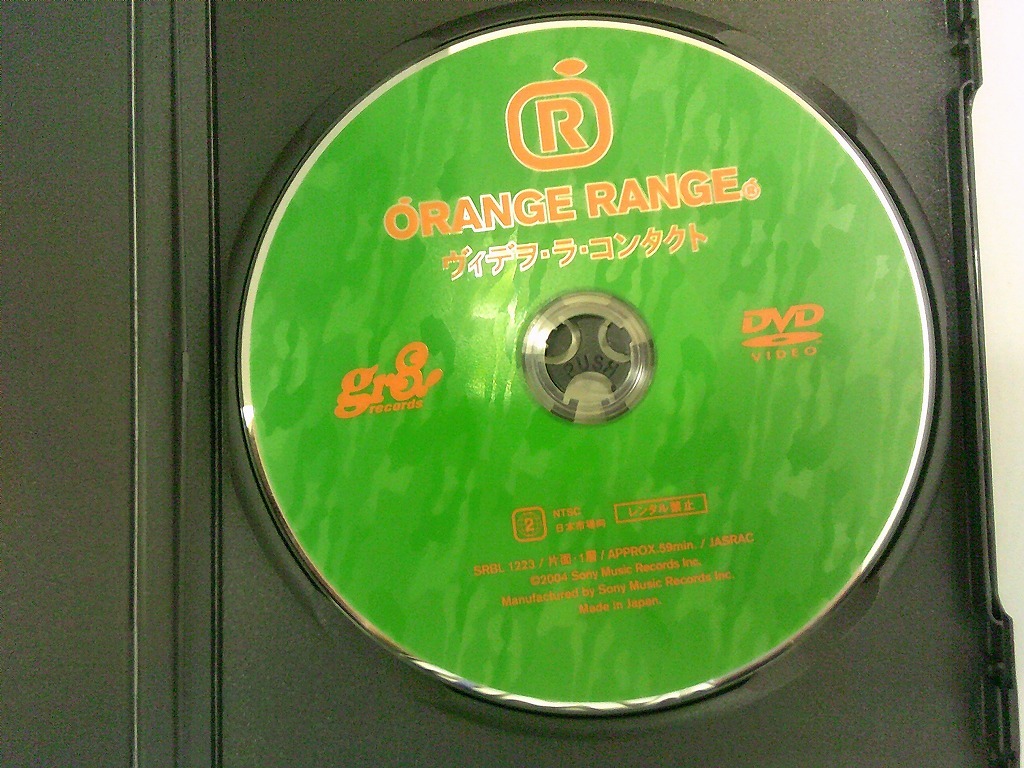 R
ORANGE RANGE®
ヴィデヲ・ラ・コンタクト
DVD
VIDEO
gr8!
records
PUSH
2
NTSC
日本市場向
レンタル禁止
SRBL 1223 / 片面・1層 / APPROX.59min. / JASRAC
©2004 Sony Music Records Inc.
Manufactured by Sony Music Records Inc.
Made in Japan.